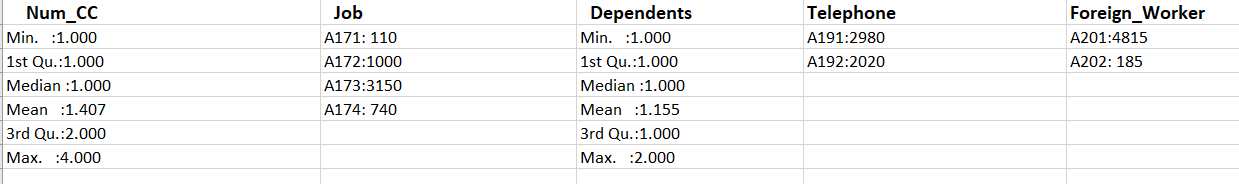 Num_CC Job Dependents Telephone Foreign_Worker
Min. :1.000 A171: 110 Min. :1.000 A191:2980 A201:4815
1st Qu.:1.000 A172:1000 1st Qu.:1.000 A192:2020 A202: 185
Median :1.000 A173:3150 Median :1.000
Mean :1.407 A174: 740 Mean :1.155
3rd Qu.:2.000 3rd Qu.:1.000
Max. :4.000 Max. :2.000